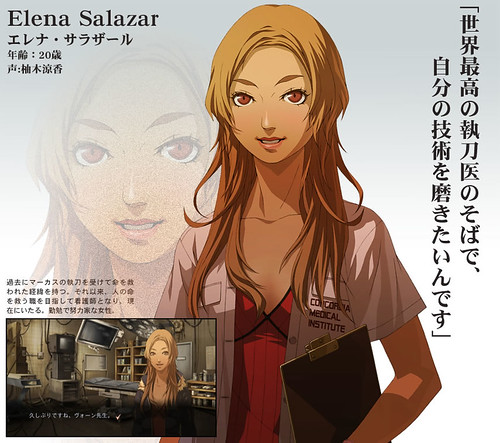 Elena Salazar
エレナ・サラザール
年齢：20歳
声:柚木涼香
「世界最高の執刀医のそばで、
自分の技術を磨きたいんです」
過去にマーカスの執刀を受けて命を救
われた経緯を持つ。それ以来、人の命
を救う職を目指して看護師となり、現
在にいたる。勤勉で努力家な女性。
CONCORDIA
MEDICAL
INSTITUTE
久しぶりですね、ヴォーン先生。